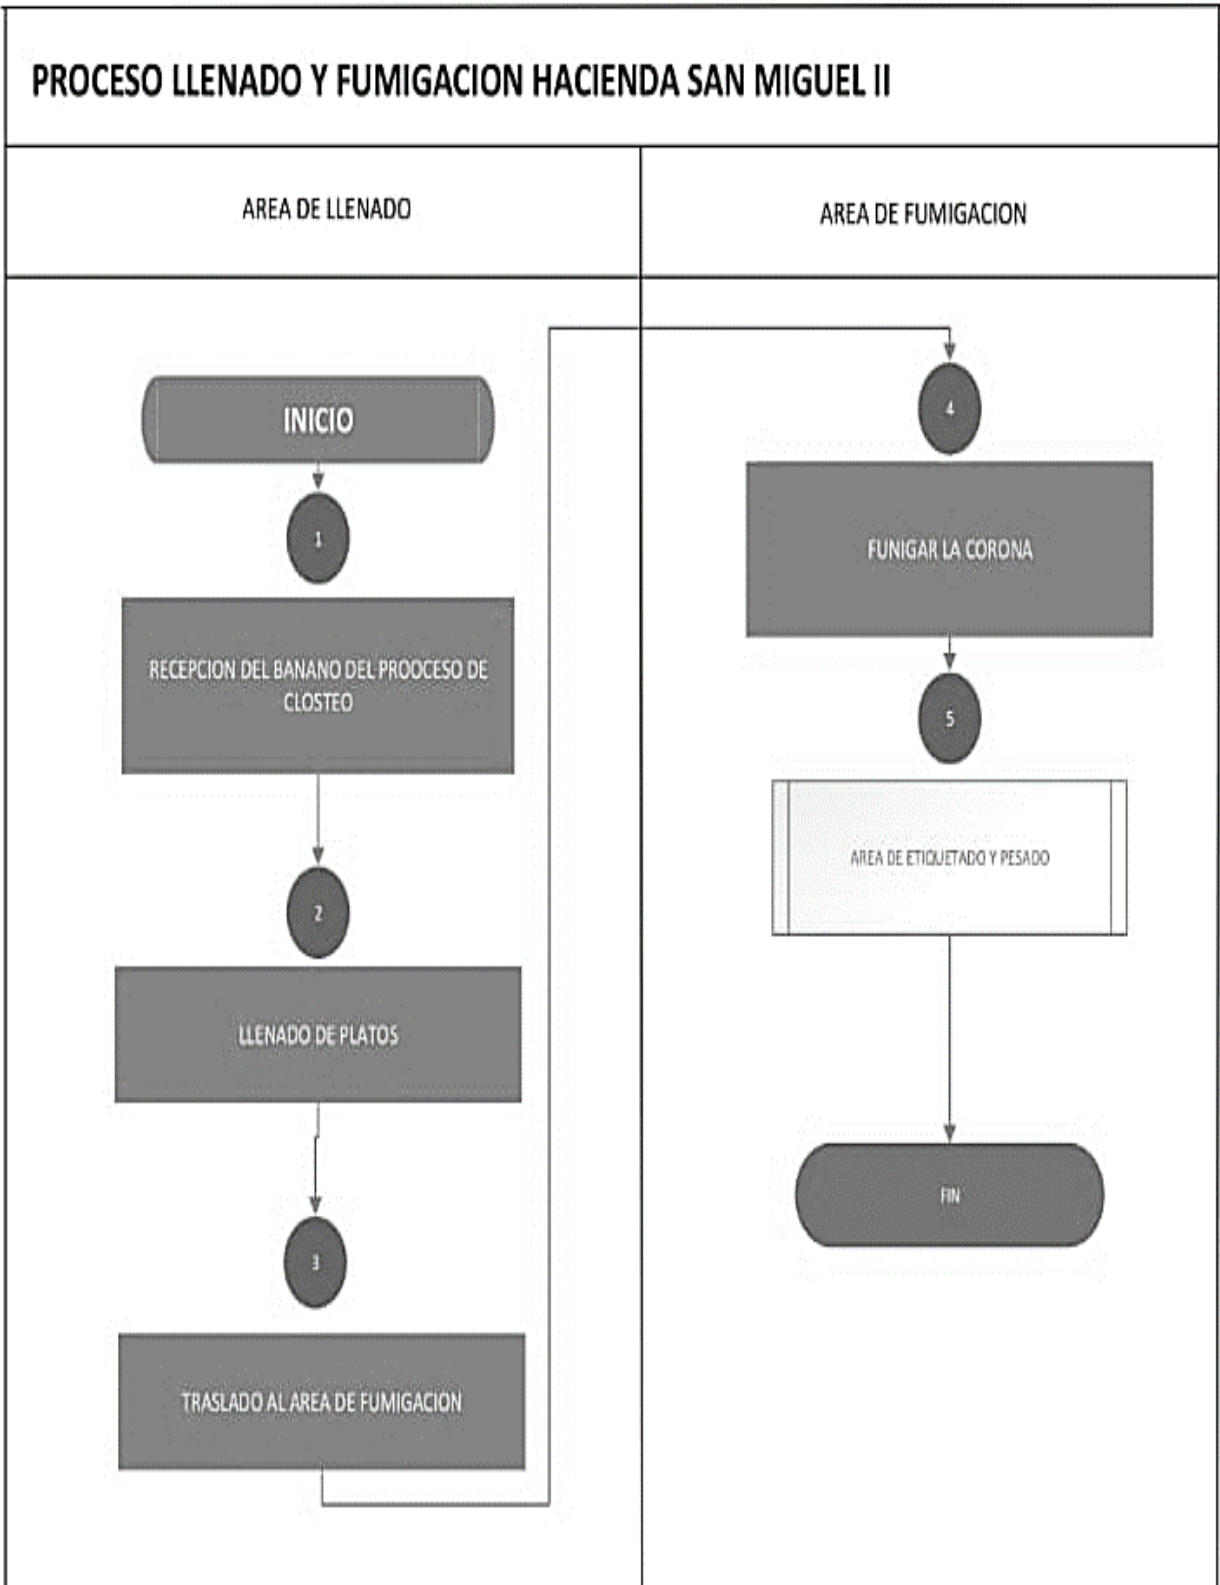 PROCESO LLENADO Y FUMIGACION HACIENDA SAN MIGUEL II
AREA DE LLENADO
AREA DE FUMIGACION
INICIO
1
RECEPCION DEL BANANO DEL PROOCESO DE
CLOSTEO
2
LLENADO DE PLATOS
3
TRASLADO AL AREA DE FUMIGACION
4
FUNIGAR LA CORONA
5
AREA DE ETIQUETADO Y PESADO
FIN